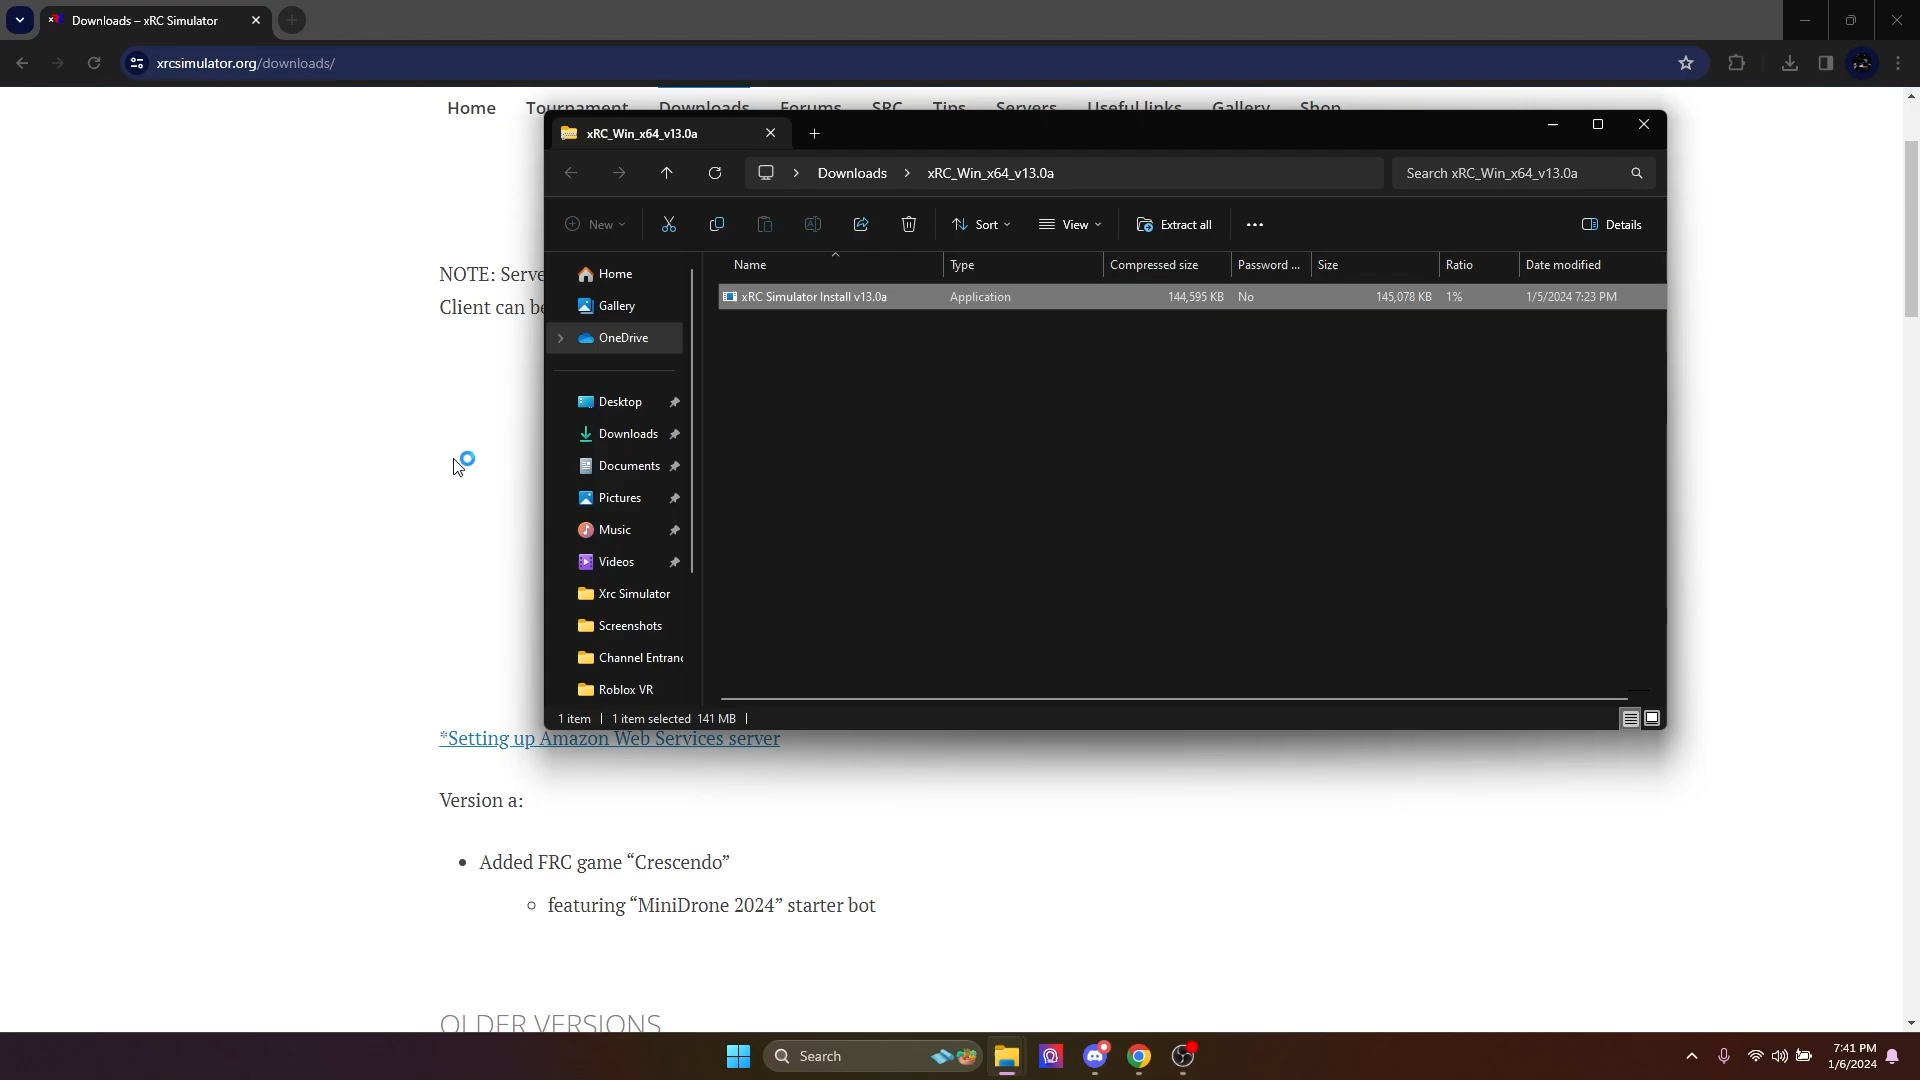 Downloads – xRC Simulator
xrcsimulator.org/downloads/
Home Tournament Downloads Forums SRC Tips Servers Useful links Gallery Shop
xRC_Win_x64_v13.0a
Downloads > xRC_Win_x64_v13.0a
Search xRC_Win_x64_v13.0a
New Sort View Extract all Details
Name Type Compressed size Password ... Size Ratio Date modified
xRC Simulator Install v13.0a Application 144,595 KB No 145,078 KB 1% 1/5/2024 7:23 PM
Home
Gallery
OneDrive
Desktop
Downloads
Documents
Pictures
Music
Videos
Xrc Simulator
Screenshots
Channel Entranc
Roblox VR
1 item 1 item selected 141 MB
NOTE: Serve
Client can be
*Setting up Amazon Web Services server
Version a:
Added FRC game “Crescendo”
featuring “MiniDrone 2024” starter bot
OLDER VERSIONS
Search
7:41 PM
1/6/2024